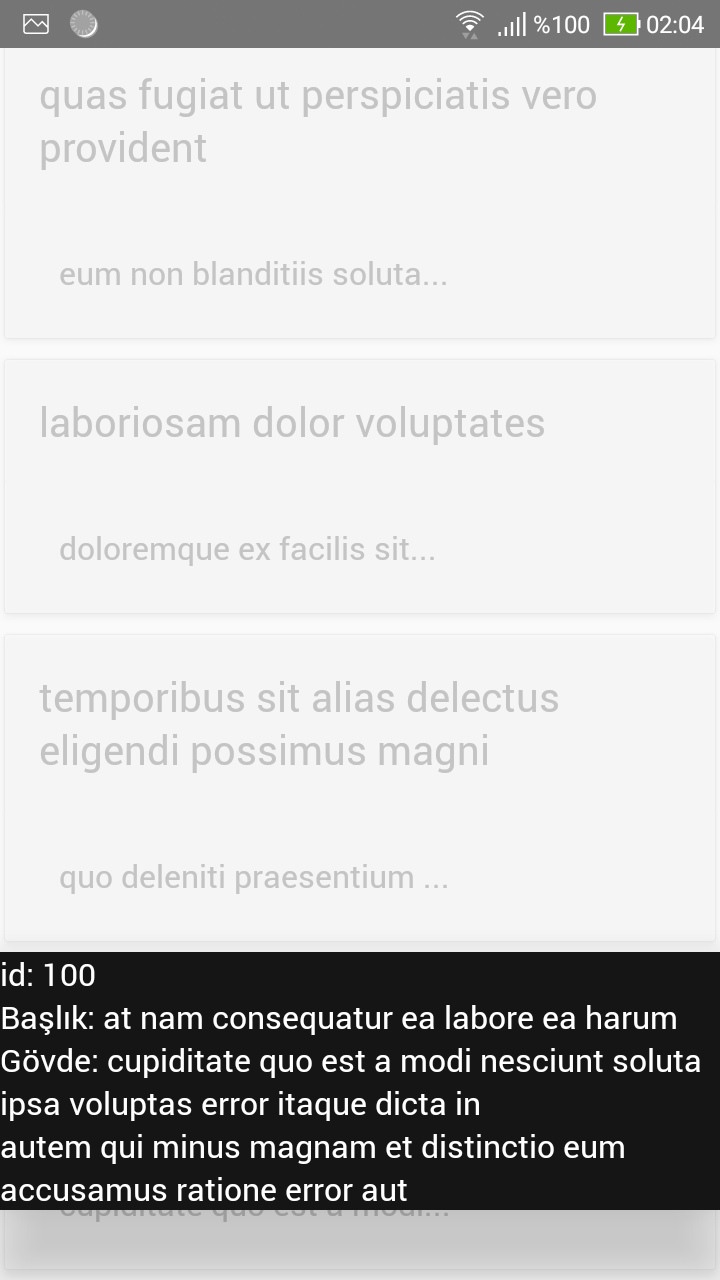 %100 02:04
quas fugiat ut perspiciatis vero
provident
eum non blanditiis soluta...
laboriosam dolor voluptates
doloremque ex facilis sit...
temporibus sit alias delectus
eligendi possimus magni
quo deleniti praesentium ...
id: 100
Başlık: at nam consequatur ea labore ea harum
Gövde: cupiditate quo est a modi nesciunt soluta
ipsa voluptas error itaque dicta in
autem qui minus magnam et distinctio eum
accusamus ratione error aut
cupiditate quo est a modi...